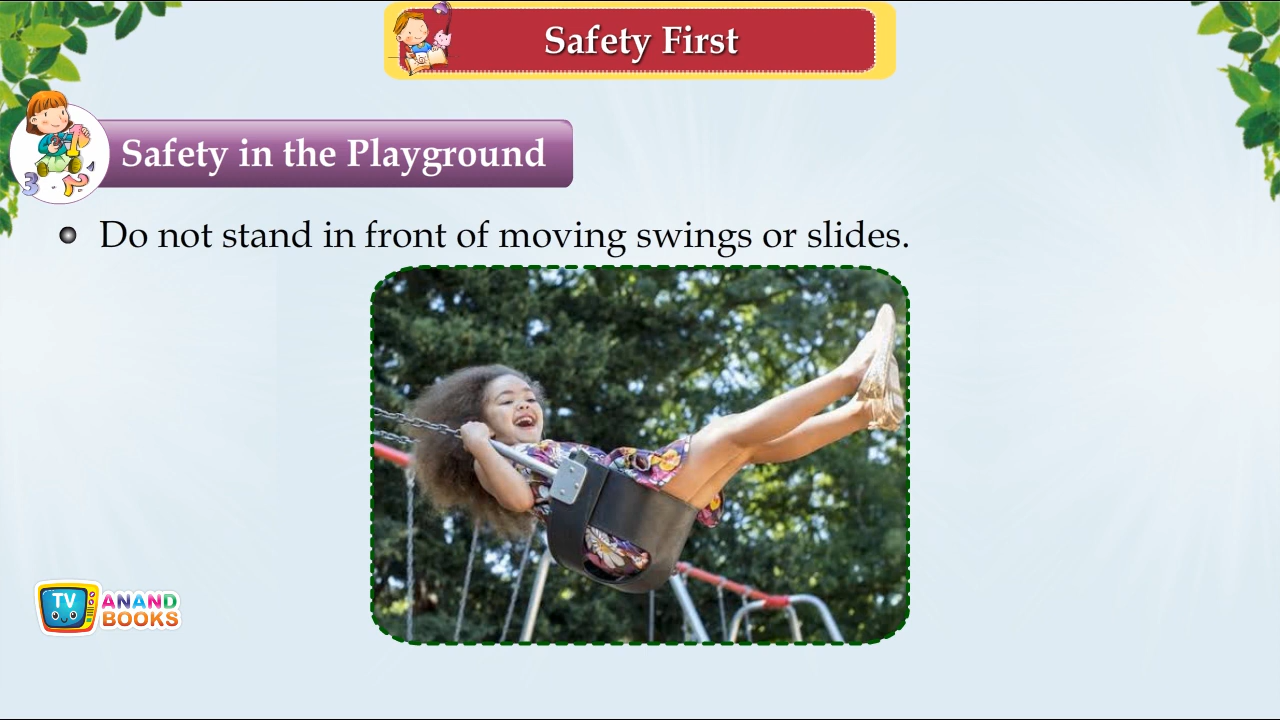 Safety First
Safety in the Playground
Do not stand in front of moving swings or slides.
TV
ANAND
BOOKS